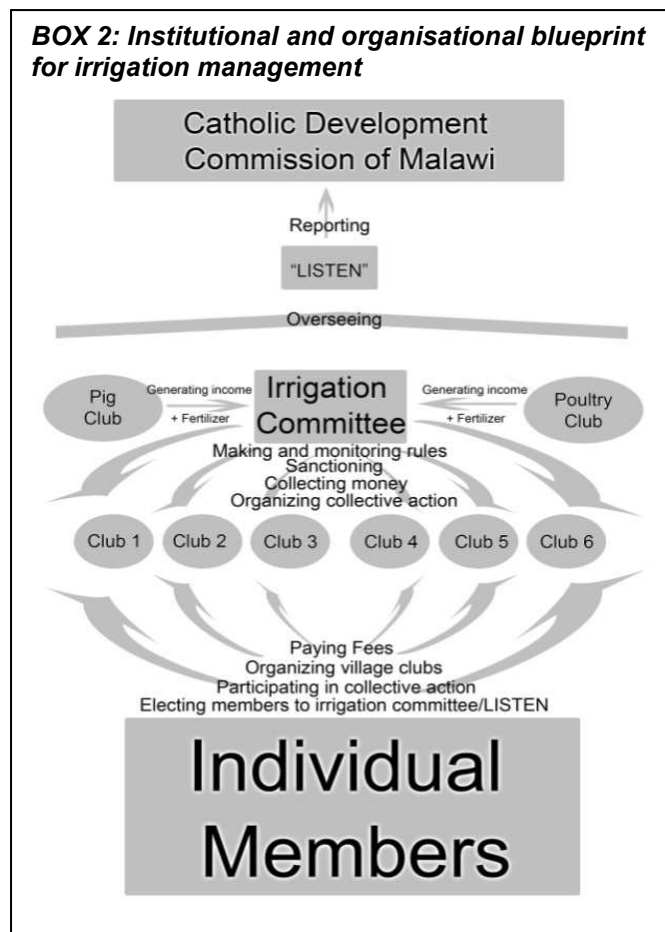 BOX 2: Institutional and organisational blueprint
for irrigation management
Catholic Development
Commission of Malawi
Reporting
"LISTEN"
Overseeing
Pig
Club
Generating income
+ Fertilizer
Irrigation
Committee
Generating income
+ Fertilizer
Poultry
Club
Making and monitoring rules
Sanctioning
Collecting money
Organizing collective action
Club 1
Club 2
Club 3
Club 4
Club 5
Club 6
Paying Fees
Organizing village clubs
Participating in collective action
Electing members to irrigation committee/LISTEN
Individual
Members